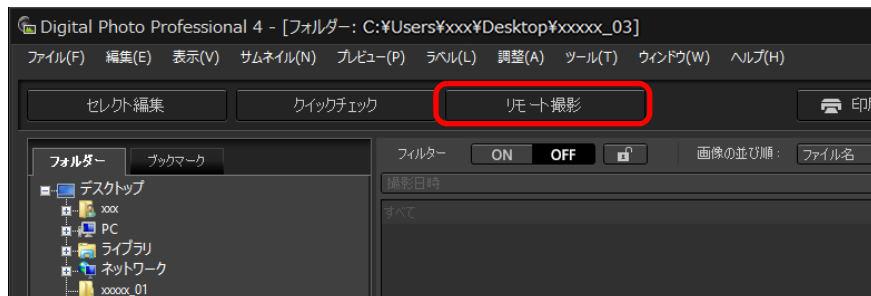 Digital Photo Professional 4 - [フォルダー: C:¥Users¥xxx¥Desktop¥xxxxx_03]
ファイル(F) 編集(E) 表示(V) サムネイル(N) プレビュー(P) ラベル(L) 調整(A) ツール(T) ウィンドウ(W) ヘルプ(H)
セレクト編集 クイックチェック リモート撮影
フォルダー ブックマーク フィルター ON OFF 画像の並び順: ファイル名
撮影日時
デスクトップ
すべて
xxx
PC
ライブラリ
ネットワーク
xxxxx_01